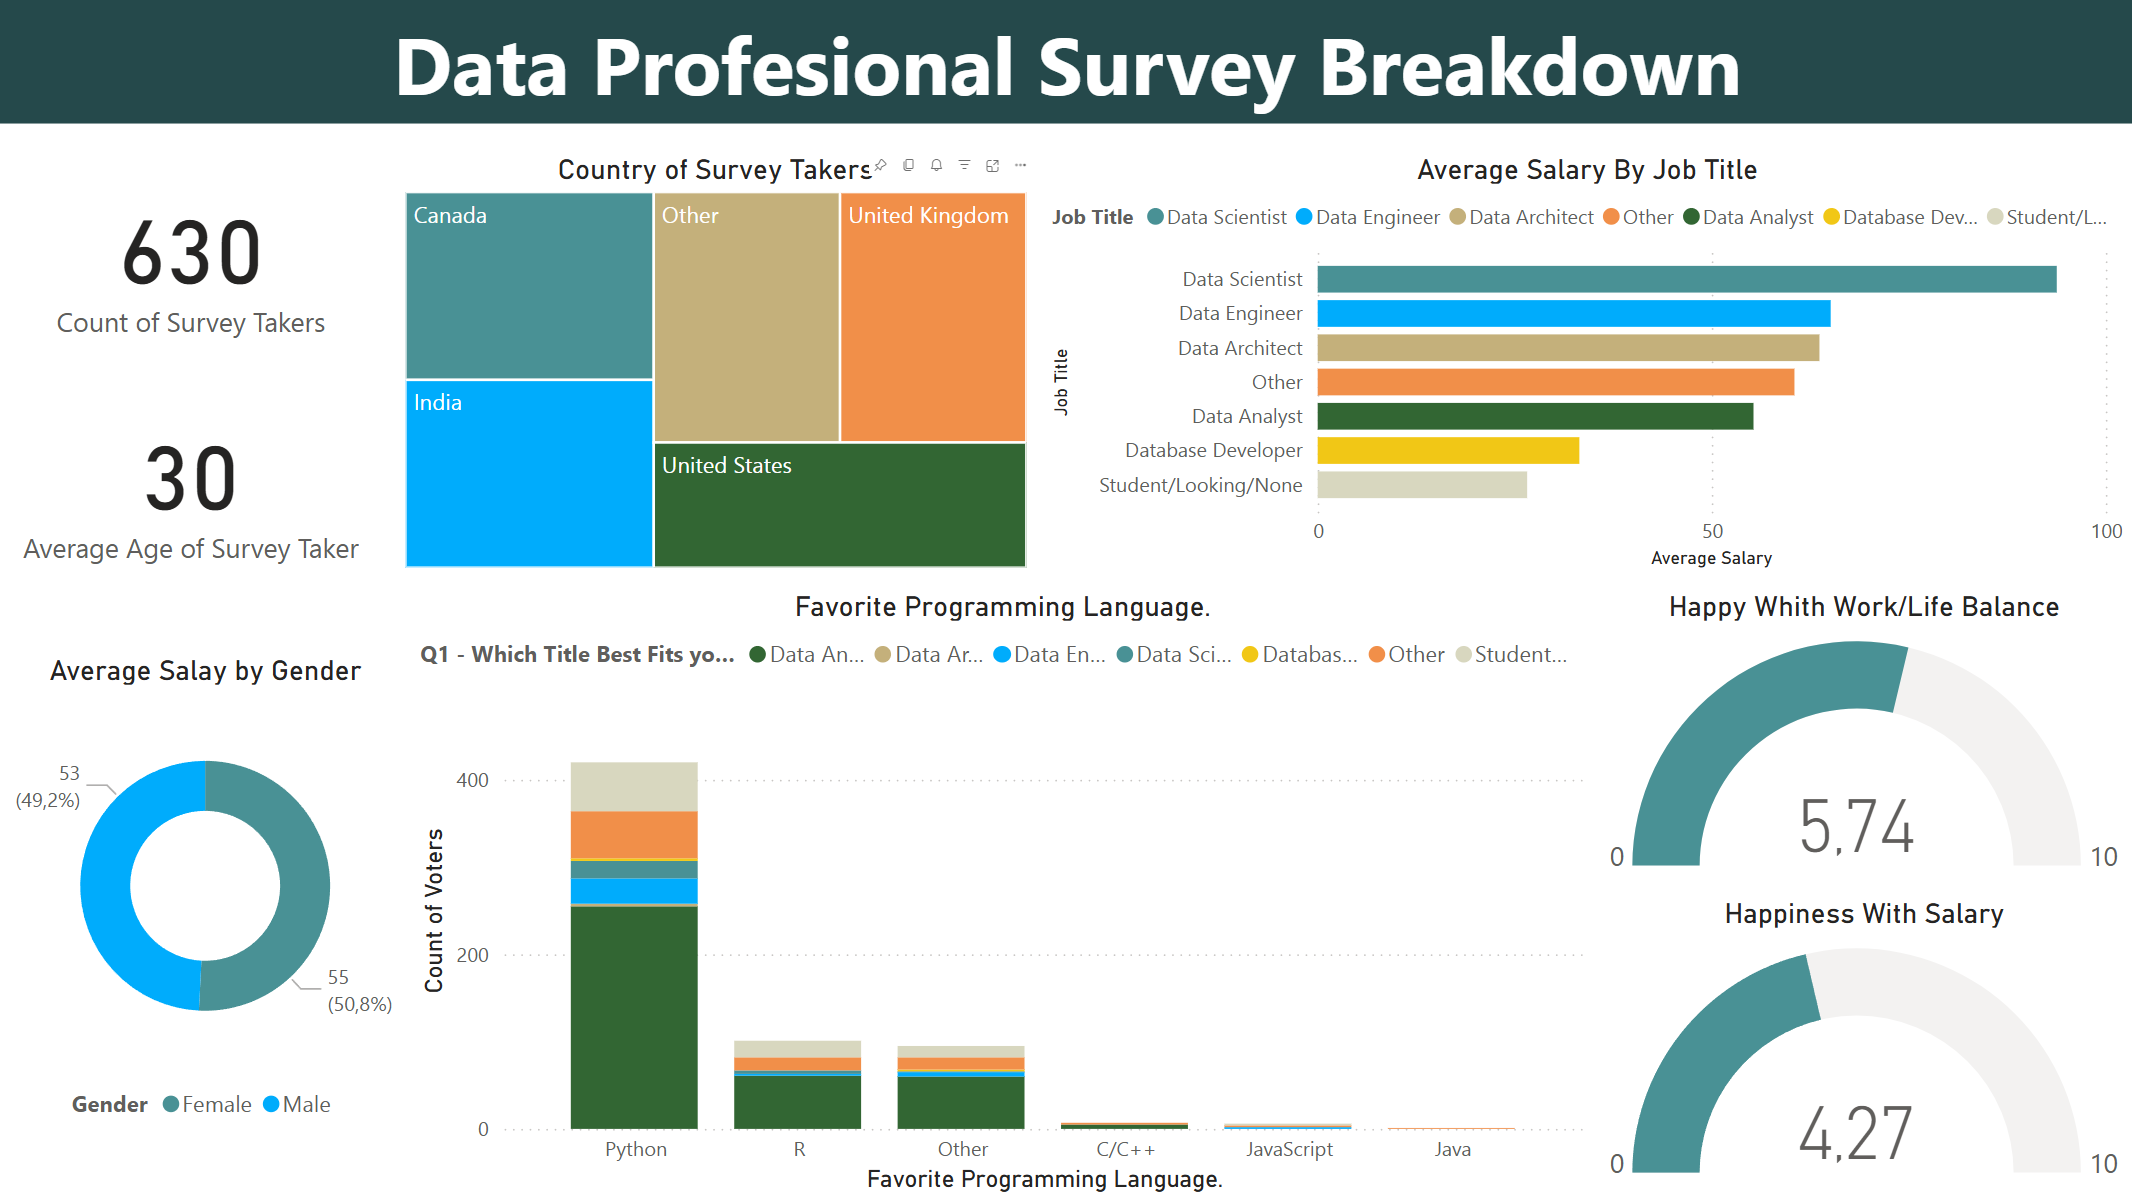 Data Profesional Survey Breakdown
630
Count of Survey Takers
30
Average Age of Survey Taker
Country of Survey Takers
Canada
Other
United Kingdom
India
United States
Average Salary By Job Title
Job Title Data Scientist Data Engineer Data Architect Other Data Analyst Database Dev... Student/L...
Job Title
Data Scientist
Data Engineer
Data Architect
Other
Data Analyst
Database Developer
Student/Looking/None
0 50 100
Average Salary
Average Salay by Gender
53
(49,2%)
55
(50,8%)
Gender Female Male
Favorite Programming Language.
Q1 - Which Title Best Fits yo... Data An... Data Ar... Data En... Data Sci... Databas... Other Student...
Count of Voters
400
200
0
Python R Other C/C++ JavaScript Java
Favorite Programming Language.
Happy Whith Work/Life Balance
5,74
0 10
Happiness With Salary
4,27
0 10